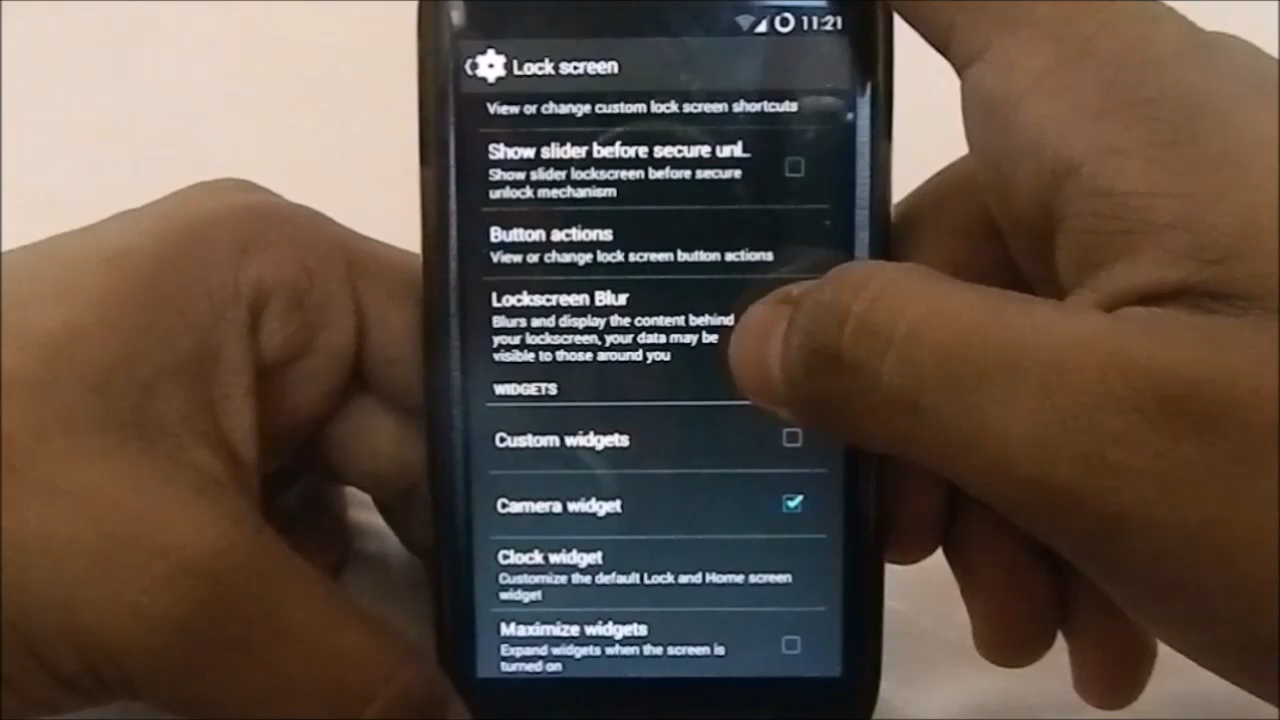 11:21
Lock screen
View or change custom lock screen shortcuts
Show slider before secure unl..
Show slider lockscreen before secure
unlock mechanism
Button actions
View or change lock screen button actions
Lockscreen Blur
Blurs and display the content behind
your lockscreen, your data may be
visible to those around you
WIDGETS
Custom widgets
Camera widget
Clock widget
Customize the default Lock and Home screen
widget
Maximize widgets
Expand widgets when the screen is
turned on